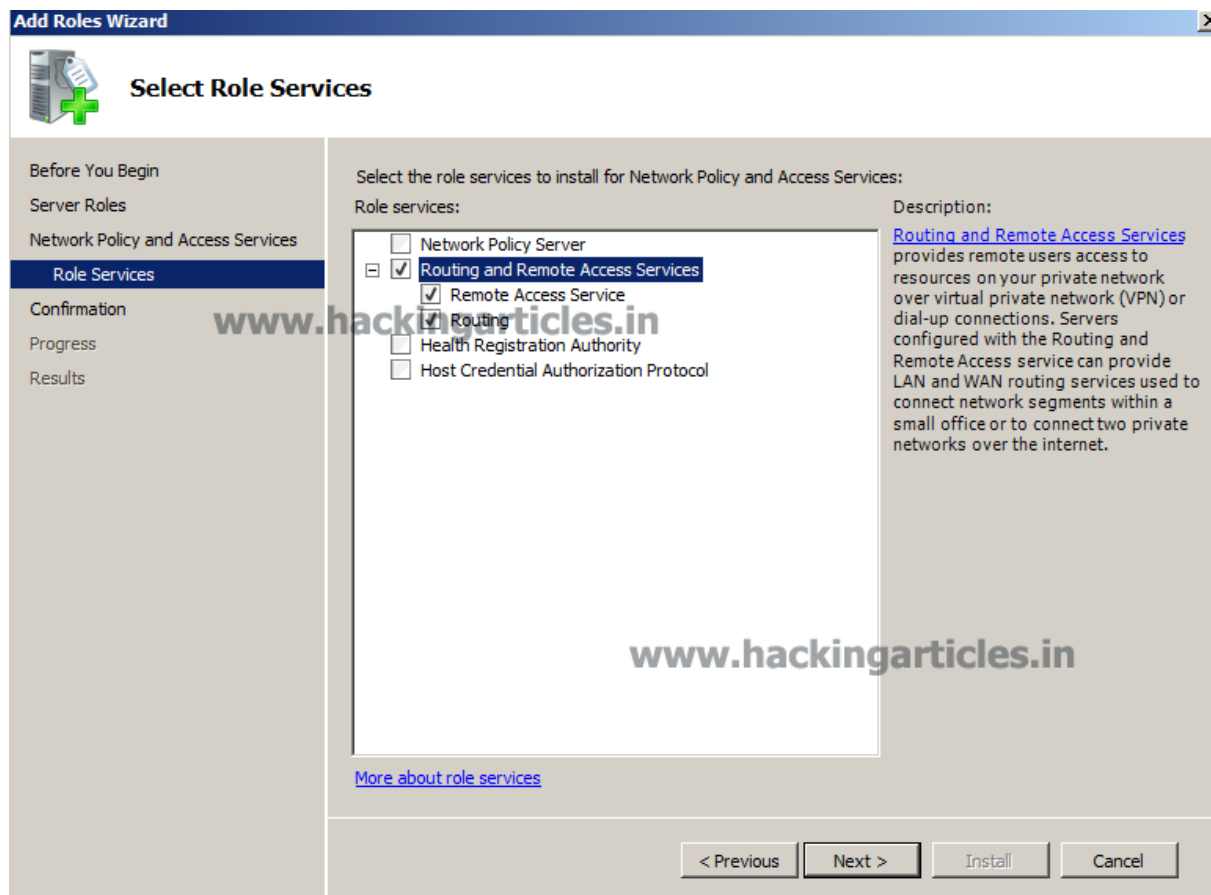 Add Roles Wizard
Select Role Services
Before You Begin
Server Roles
Network Policy and Access Services
Role Services
Confirmation
Progress
Results
Select the role services to install for Network Policy and Access Services:
Role services:
Network Policy Server
Routing and Remote Access Services
Remote Access Service
Routing
Health Registration Authority
Host Credential Authorization Protocol
www.hackingarticles.in
www.hackingarticles.in
More about role services
Description:
Routing and Remote Access Services
provides remote users access to
resources on your private network
over virtual private network (VPN) or
dial-up connections. Servers
configured with the Routing and
Remote Access service can provide
LAN and WAN routing services used to
connect network segments within a
small office or to connect two private
networks over the internet.
< Previous
Next >
Install
Cancel